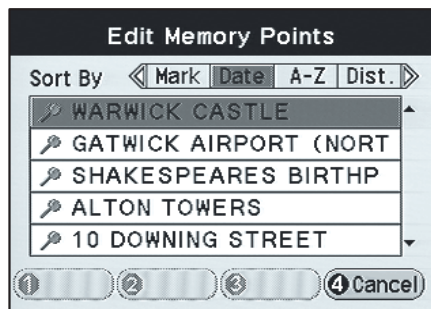 Edit Memory Points
Sort By Mark Date A-Z Dist.
WARWICK CASTLE
GATWICK AIRPORT (NORT
SHAKESPEARES BIRTHP
ALTON TOWERS
10 DOWNING STREET
1 2 3 4 Cancel